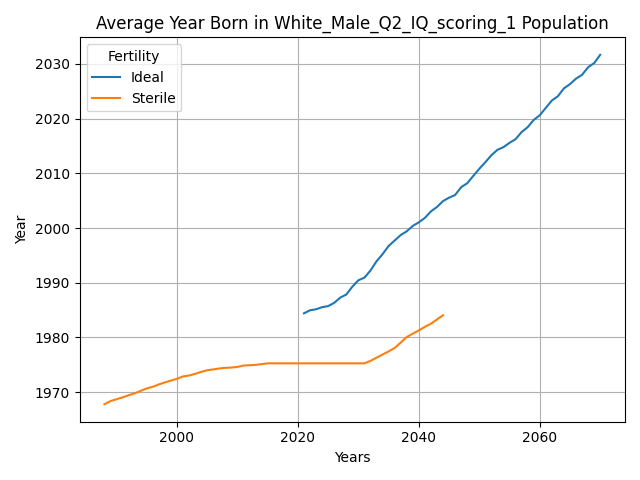 Average Year Born in White_Male_Q2_IQ_scoring_1 Population
Fertility
Ideal
Sterile
Year
2030
2020
2010
2000
1990
1980
1970
2000 2020 2040 2060
Years